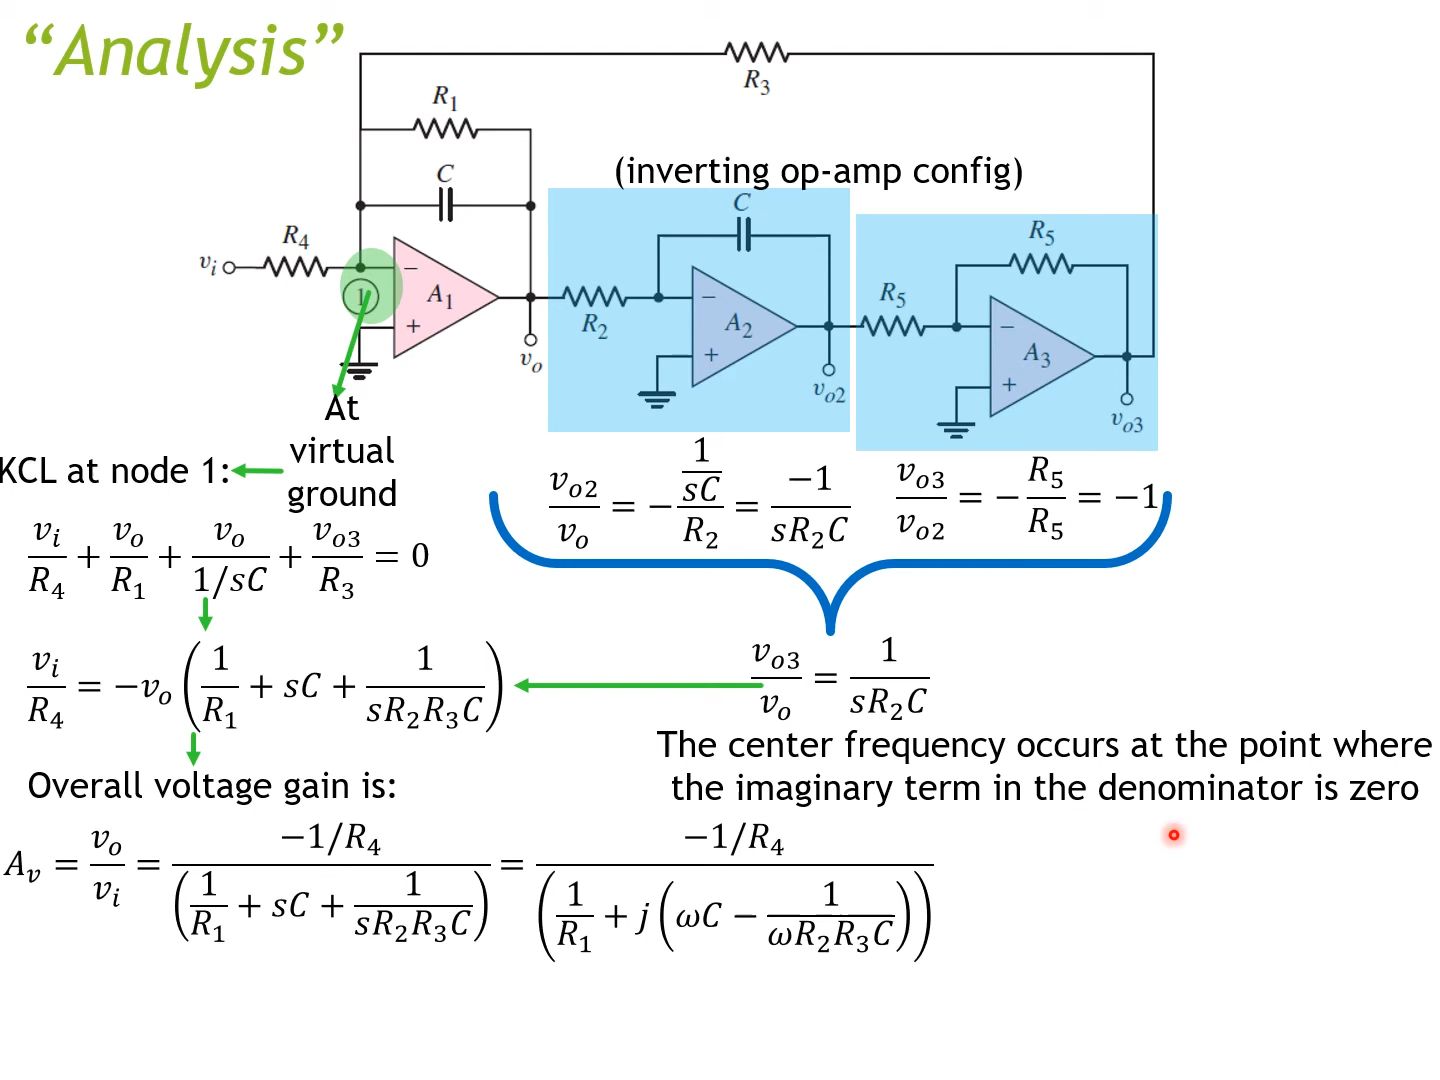 “Analysis”
R3
R1
C
(inverting op-amp config)
C
R5
R4
vi
1
−
A1
+
vo
R2
−
A2
+
vo2
R5
−
A3
+
vo3
At
virtual
ground
KCL at node 1:
vi/R4 + vo/R1 + vo/(1/sC) + vo3/R3 = 0
vo2/vo = −(1/sC)/R2 = −1/(sR2C)
vo3/vo2 = −R5/R5 = −1
vi/R4 = −vo(1/R1 + sC + 1/(sR2R3C))
vo3/vo = 1/(sR2C)
The center frequency occurs at the point where
the imaginary term in the denominator is zero
Overall voltage gain is:
Av = vo/vi = (−1/R4)/(1/R1 + sC + 1/(sR2R3C)) = (−1/R4)/(1/R1 + j(ωC − 1/(ωR2R3C)))